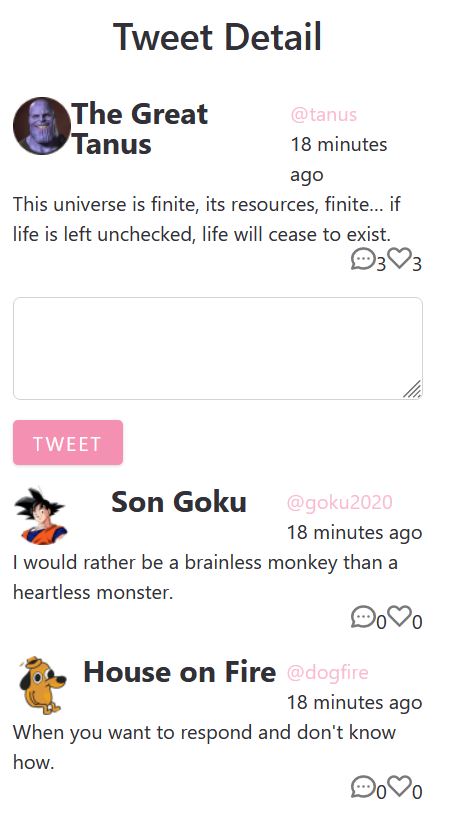 Tweet Detail
The Great
Tanus
@tanus
18 minutes
ago
This universe is finite, its resources, finite... if
life is left unchecked, life will cease to exist.
3 3
TWEET
Son Goku
@goku2020
18 minutes ago
I would rather be a brainless monkey than a
heartless monster.
0 0
House on Fire
@dogfire
18 minutes ago
When you want to respond and don't know
how.
0 0